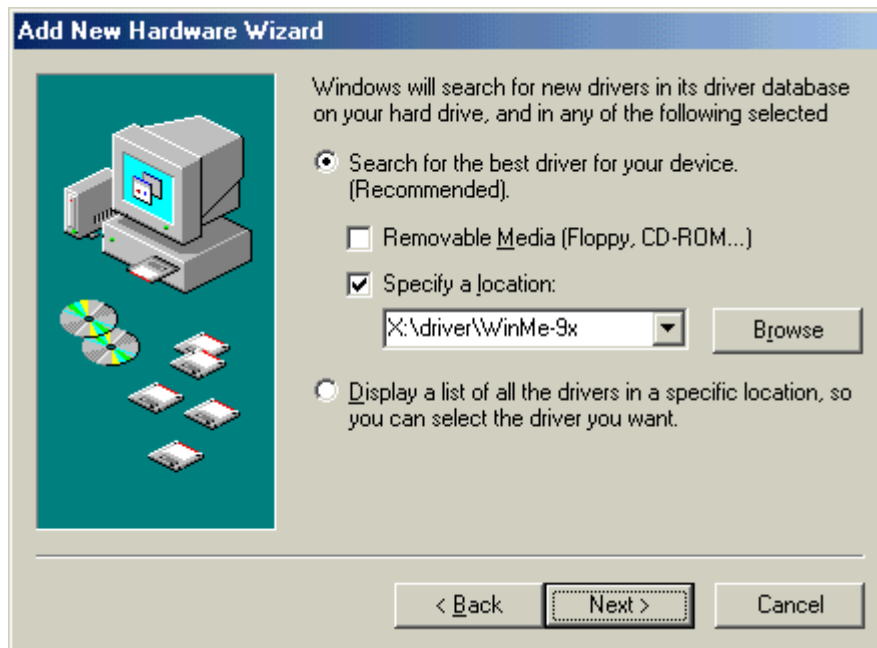 Add New Hardware Wizard
Windows will search for new drivers in its driver database
on your hard drive, and in any of the following selected
Search for the best driver for your device.
(Recommended).
Removable Media (Floppy, CD-ROM...)
Specify a location:
X:\driver\WinMe-9x
Browse
Display a list of all the drivers in a specific location, so
you can select the driver you want.
< Back
Next >
Cancel